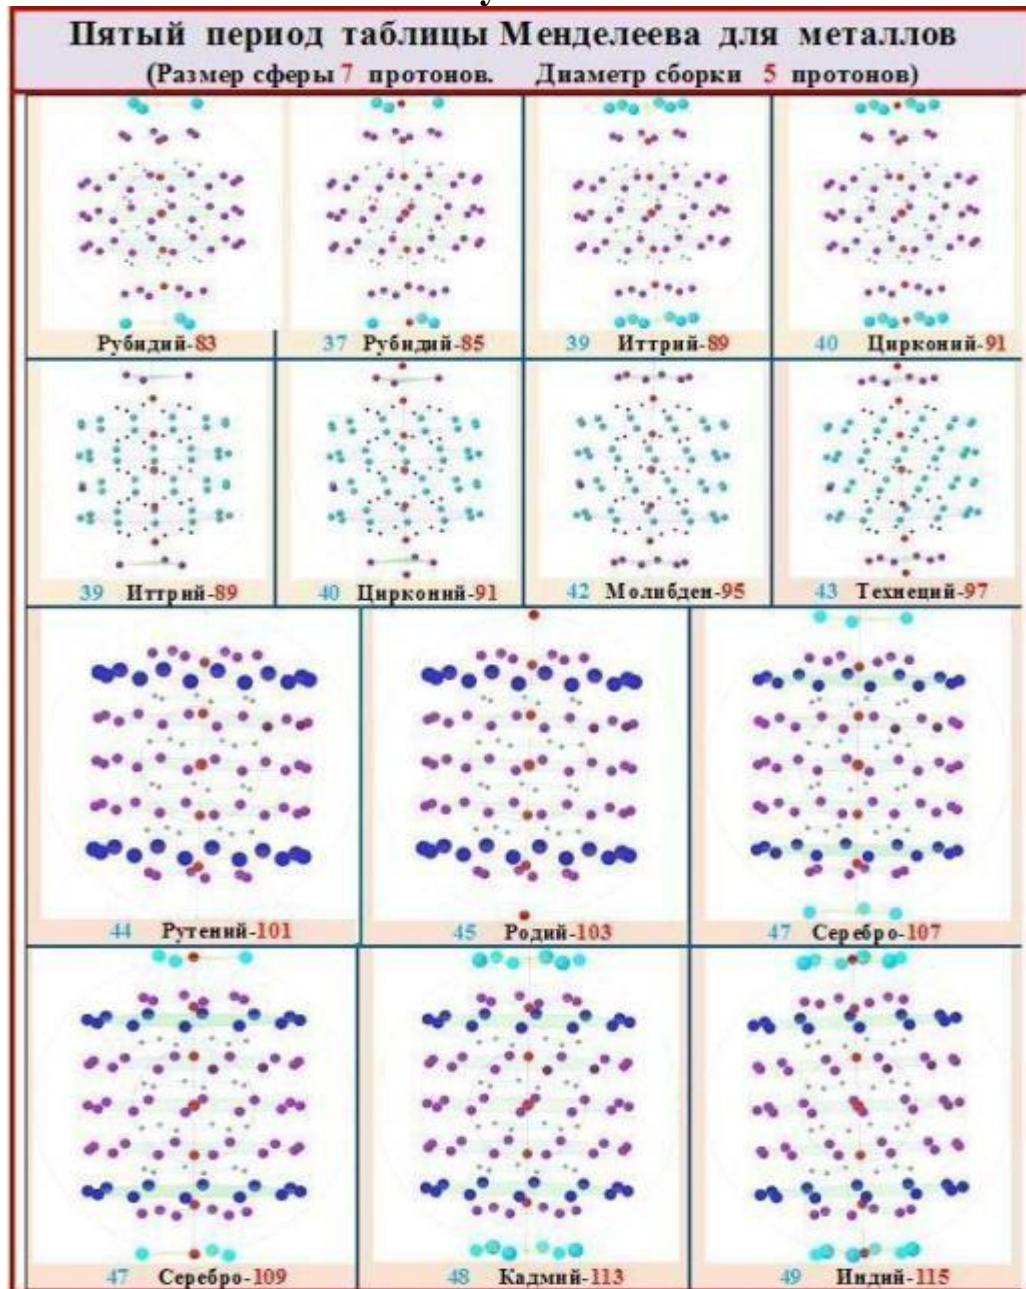 Пятый период таблицы Менделеева для металлов
(Размер сферы 7 протонов. Диаметр сборки 5 протонов)
Рубидий-83
37 Рубидий-85
39 Иттрий-89
40 Цирконий-91
39 Иттрий-89
40 Цирконий-91
42 Молибден-95
43 Технеций-97
44 Рутений-101
45 Родий-103
47 Серебро-107
47 Серебро-109
48 Кадмий-113
49 Индий-115